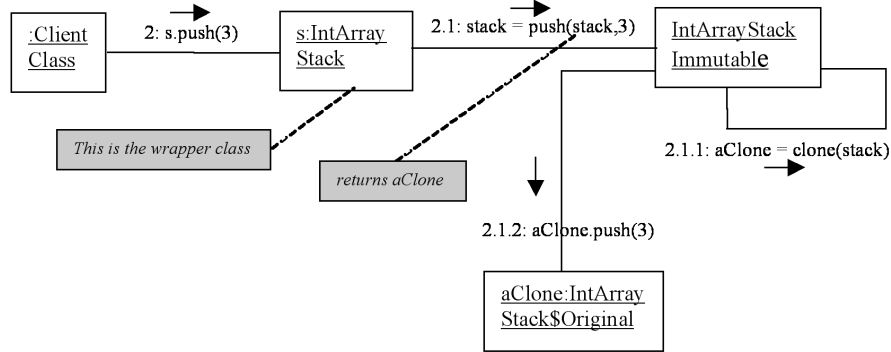 :Client
Class
2: s.push(3)
s:IntArray
Stack
2.1: stack = push(stack,3)
IntArrayStack
Immutable
This is the wrapper class
returns aClone
2.1.1: aClone = clone(stack)
2.1.2: aClone.push(3)
aClone:IntArray
Stack$Original